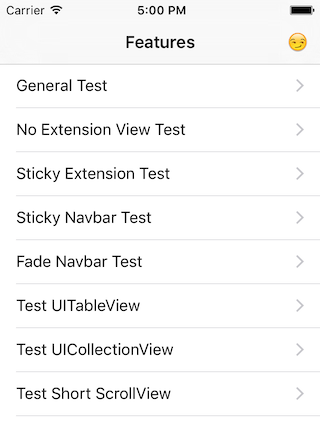 Carrier 5:00 PM
Features 😏
General Test
No Extension View Test
Sticky Extension Test
Sticky Navbar Test
Fade Navbar Test
Test UITableView
Test UICollectionView
Test Short ScrollView